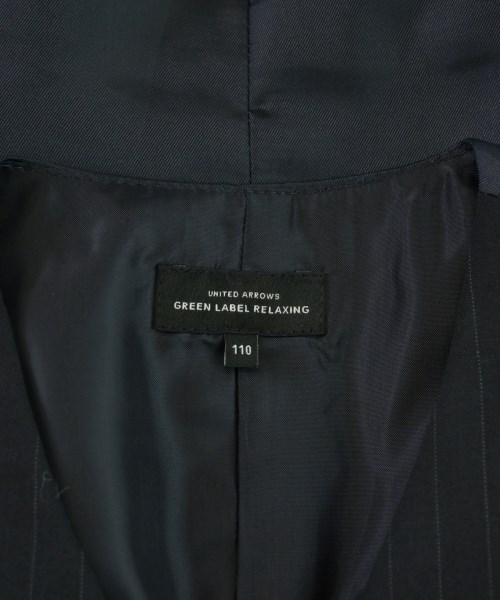 UNITED ARROWS
GREEN LABEL RELAXING
110